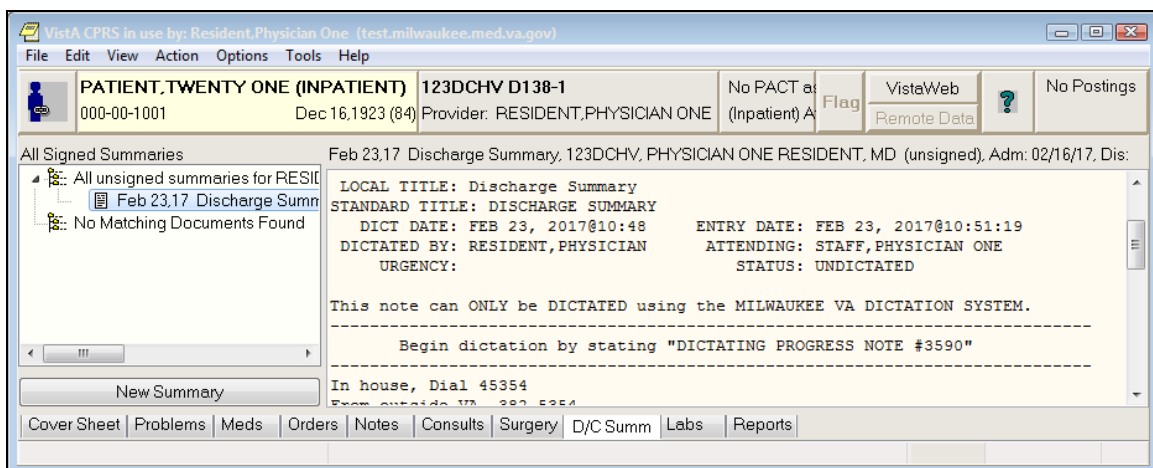 VistA CPRS in use by: Resident,Physician One (test.milwaukee.med.va.gov)
File Edit View Action Options Tools Help
PATIENT,TWENTY ONE (INPATIENT) 123DCHV D138-1 No PACT as Flag VistaWeb ? No Postings
000-00-1001 Dec 16,1923 (84) Provider: RESIDENT,PHYSICIAN ONE (Inpatient) A Remote Data
All Signed Summaries Feb 23,17 Discharge Summary, 123DCHV, PHYSICIAN ONE RESIDENT, MD (unsigned), Adm: 02/16/17, Dis:
All unsigned summaries for RESID
Feb 23,17 Discharge Summ
No Matching Documents Found
LOCAL TITLE: Discharge Summary
STANDARD TITLE: DISCHARGE SUMMARY
DICT DATE: FEB 23, 2017@10:48 ENTRY DATE: FEB 23, 2017@10:51:19
DICTATED BY: RESIDENT,PHYSICIAN ATTENDING: STAFF,PHYSICIAN ONE
URGENCY: STATUS: UNDICTATED
This note can ONLY be DICTATED using the MILWAUKEE VA DICTATION SYSTEM.
Begin dictation by stating "DICTATING PROGRESS NOTE #3590"
In house, Dial 45354
From outside VA, 382-5354
New Summary
Cover Sheet Problems Meds Orders Notes Consults Surgery D/C Summ Labs Reports